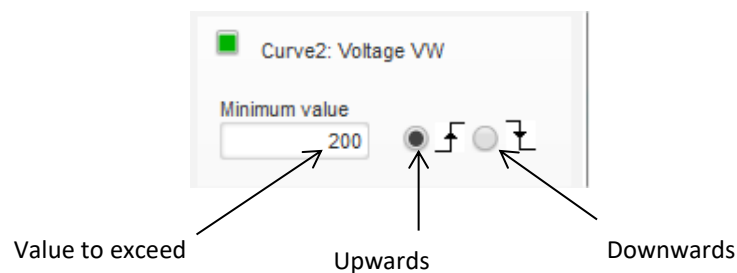 Curve2: Voltage VW
Minimum value
200
Value to exceed
Upwards
Downwards